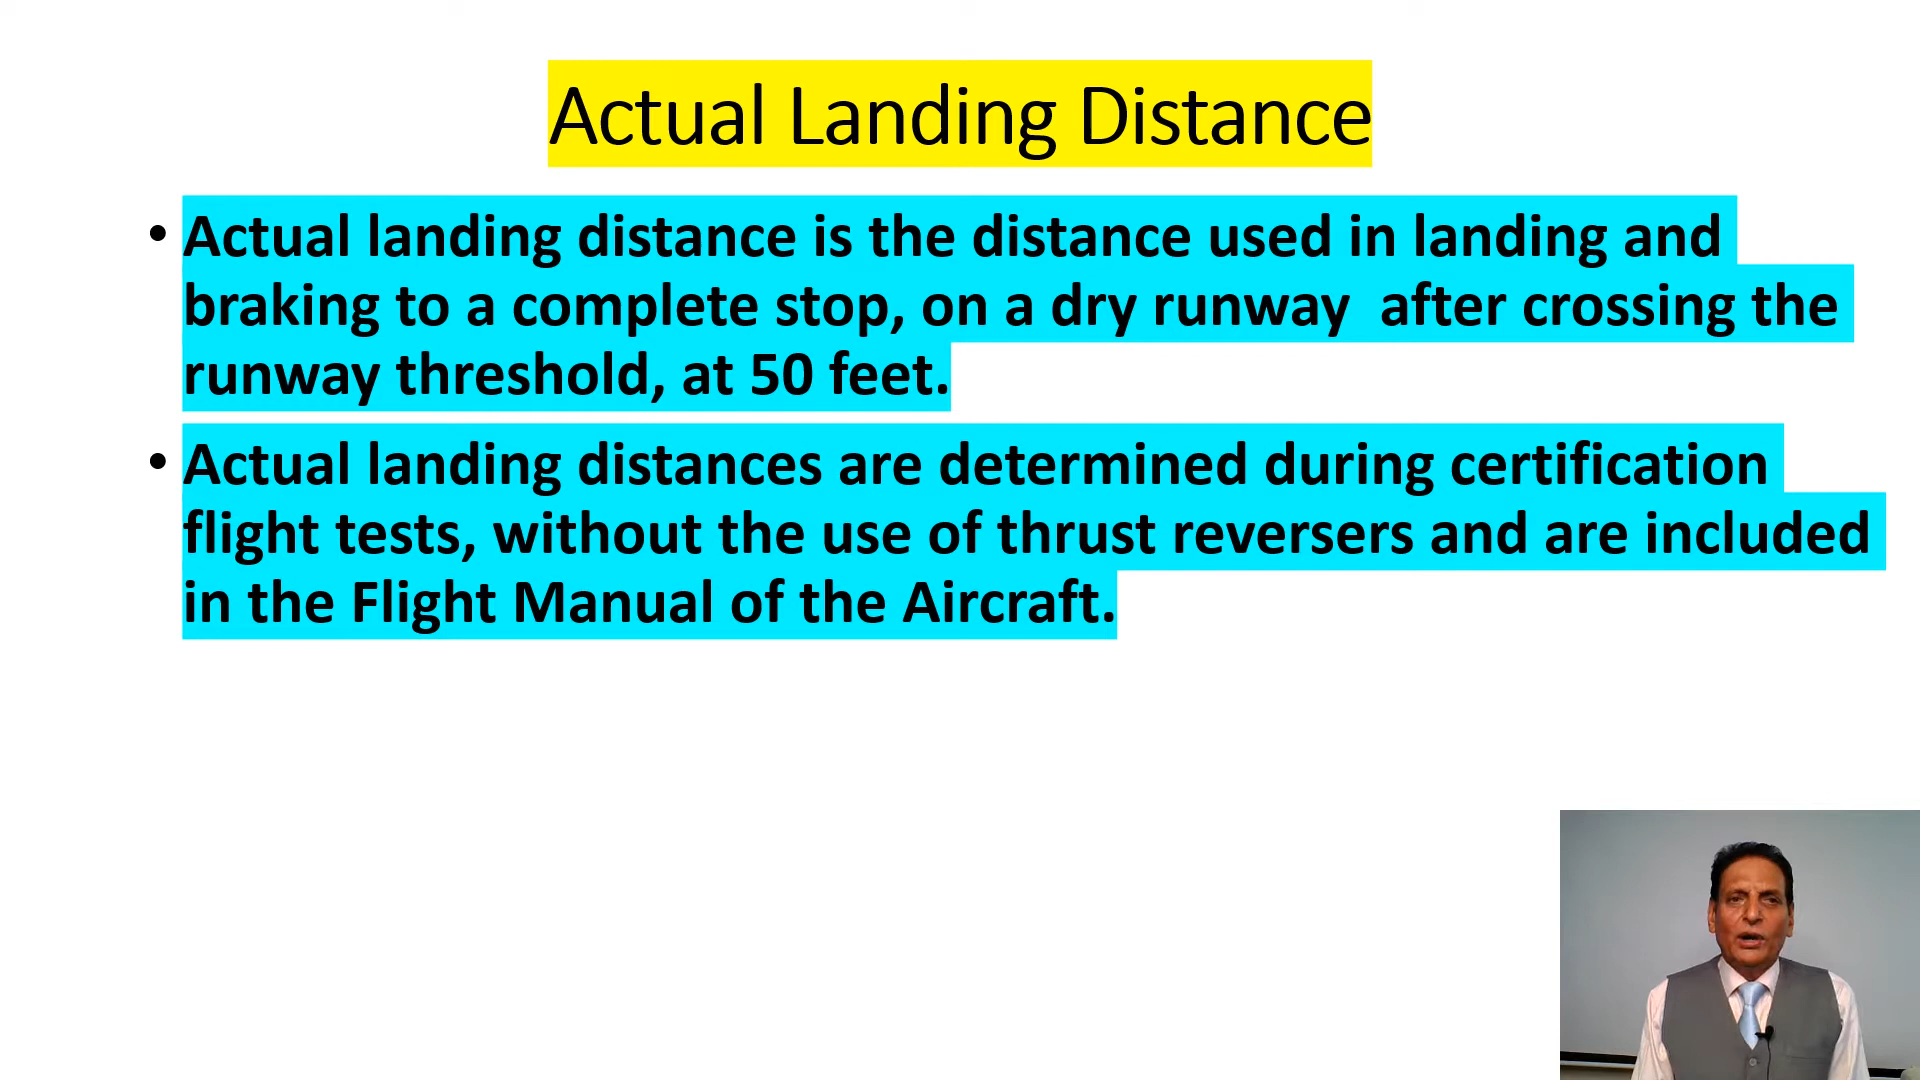 Actual Landing Distance
• Actual landing distance is the distance used in landing and
braking to a complete stop, on a dry runway  after crossing the
runway threshold, at 50 feet.
• Actual landing distances are determined during certification
flight tests, without the use of thrust reversers and are included
in the Flight Manual of the Aircraft.